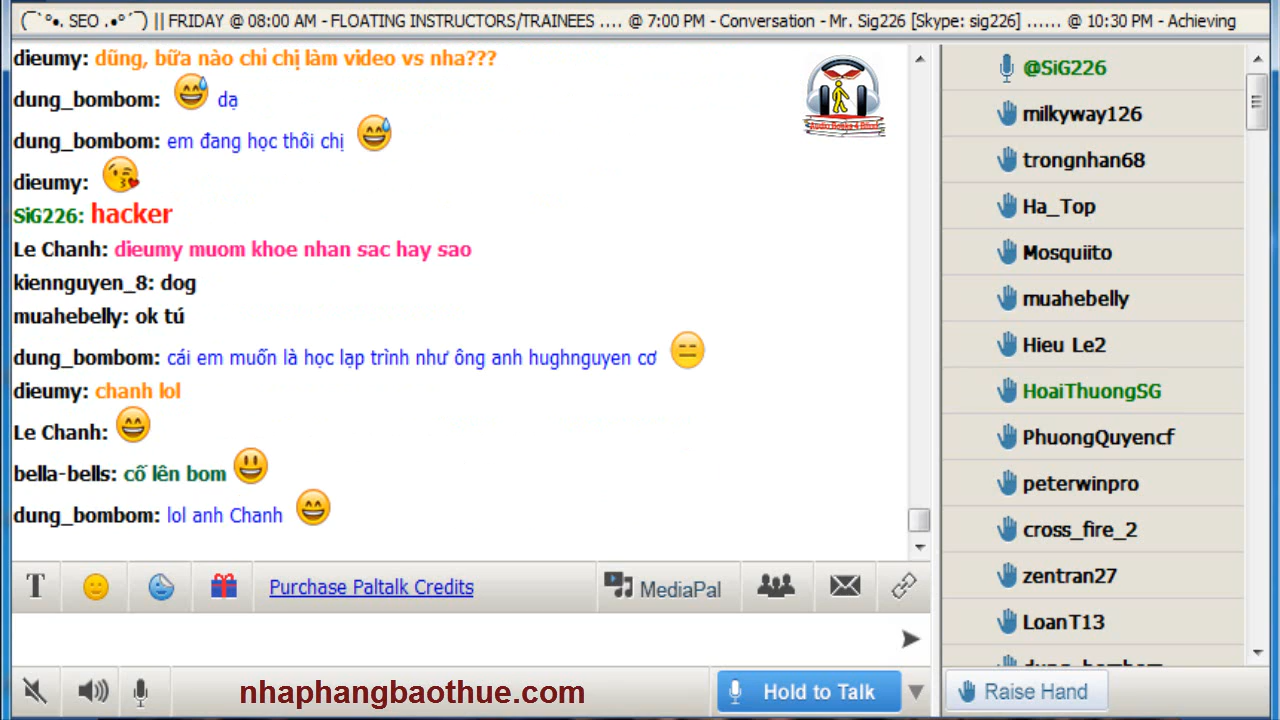 (¯`°•. SEO .•°´¯) || FRIDAY @ 08:00 AM - FLOATING INSTRUCTORS/TRAINEES .... @ 7:00 PM - Conversation - Mr. Sig226 [Skype: sig226] ...... @ 10:30 PM - Achieving
dieumy: dũng, bữa nào chỉ chị làm video vs nha???
dung_bombom: 😅 dạ
dung_bombom: em đang học thôi chị 😅
dieumy: 😘
SiG226: hacker
Le Chanh: dieumy muom khoe nhan sac hay sao
kiennguyen_8: dog
muahebelly: ok tú
dung_bombom: cái em muốn là học lạp trình như ông anh hughnguyen cơ 😑
dieumy: chanh lol
Le Chanh: 😄
bella-bells: cố lên bom 😃
dung_bombom: lol anh Chanh 😄
T
Purchase Paltalk Credits
MediaPal
nhaphangbaothue.com
Hold to Talk
@SiG226
milkyway126
trongnhan68
Ha_Top
Mosquiito
muahebelly
Hieu Le2
HoaiThuongSG
PhuongQuyencf
peterwinpro
cross_fire_2
zentran27
LoanT13
dung_bombom
Raise Hand